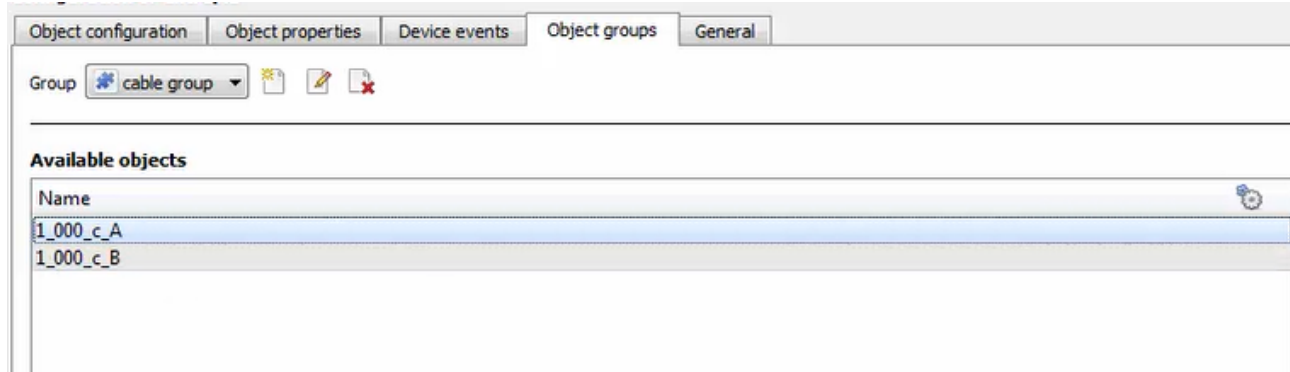 Object configuration Object properties Device events Object groups General
Group cable group
Available objects
Name
1_000_c_A
1_000_c_B